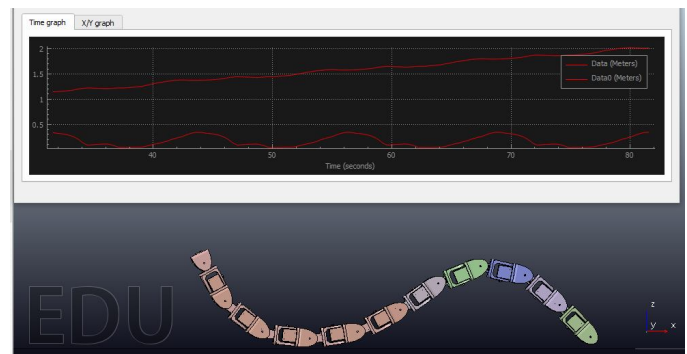 Time graph X/Y graph
2
1.5
1
0.5
Data (Meters)
Data0 (Meters)
40 50 60 70 80
Time (seconds)
EDU
z
y x